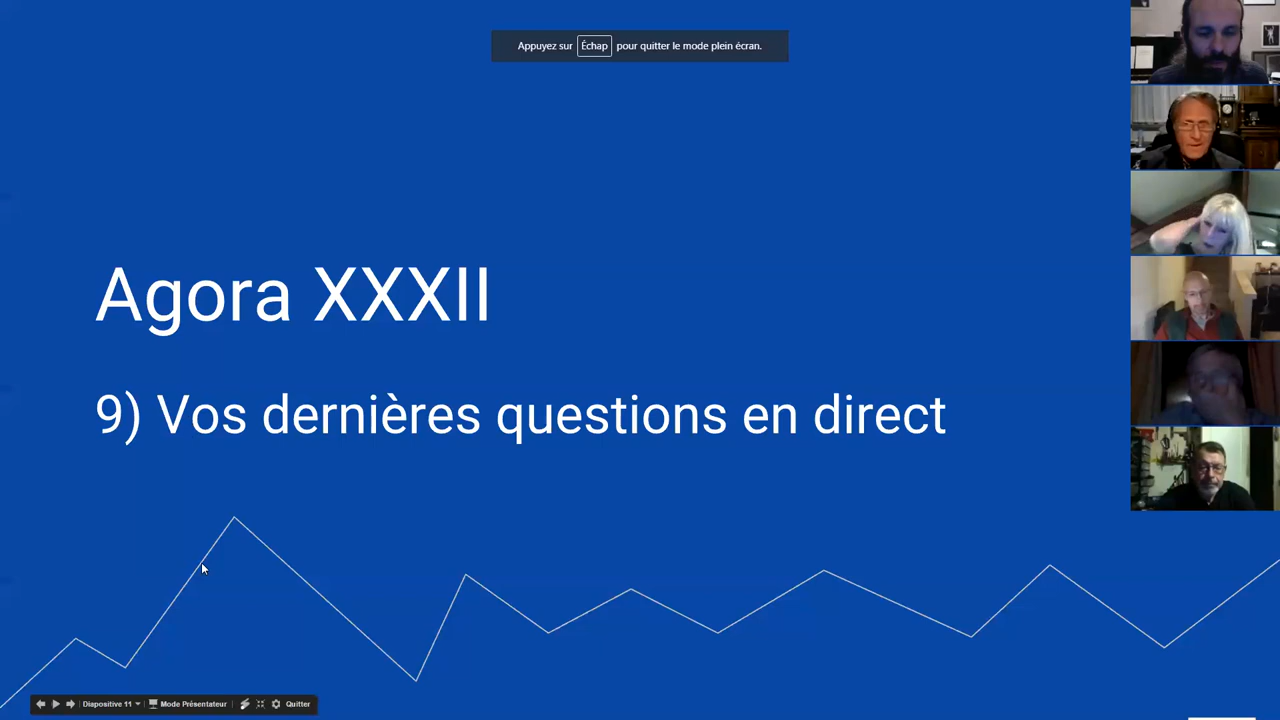 Appuyez sur Échap pour quitter le mode plein écran.
Agora XXXII
9) Vos dernières questions en direct
Diapositive 11
Mode Présentateur
Quitter